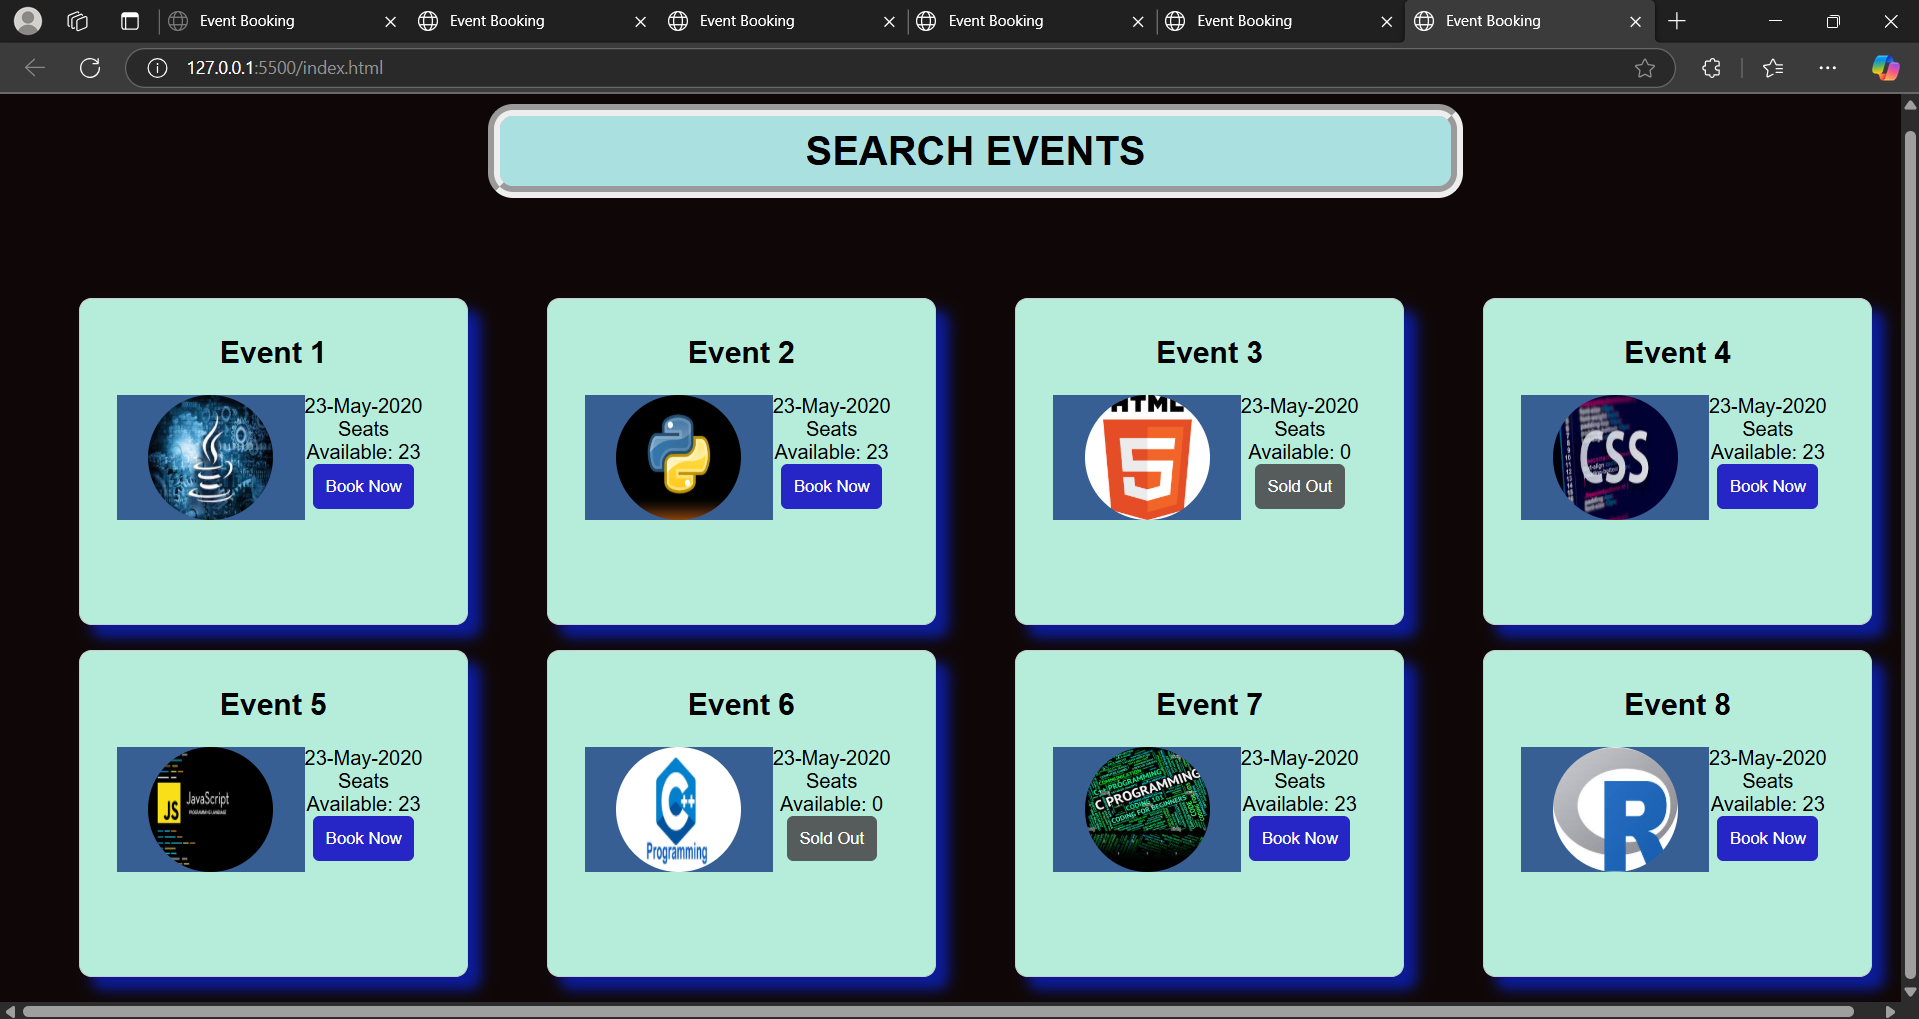 Event Booking
Event Booking
Event Booking
Event Booking
Event Booking
Event Booking
127.0.0.1:5500/index.html
SEARCH EVENTS
Event 1
23-May-2020
Seats
Available: 23
Book Now
Event 2
23-May-2020
Seats
Available: 23
Book Now
Event 3
HTML
5
23-May-2020
Seats
Available: 0
Sold Out
Event 4
CSS
23-May-2020
Seats
Available: 23
Book Now
Event 5
JS
JavaScript
23-May-2020
Seats
Available: 23
Book Now
Event 6
C++
Programming
23-May-2020
Seats
Available: 0
Sold Out
Event 7
C PROGRAMMING
23-May-2020
Seats
Available: 23
Book Now
Event 8
R
23-May-2020
Seats
Available: 23
Book Now